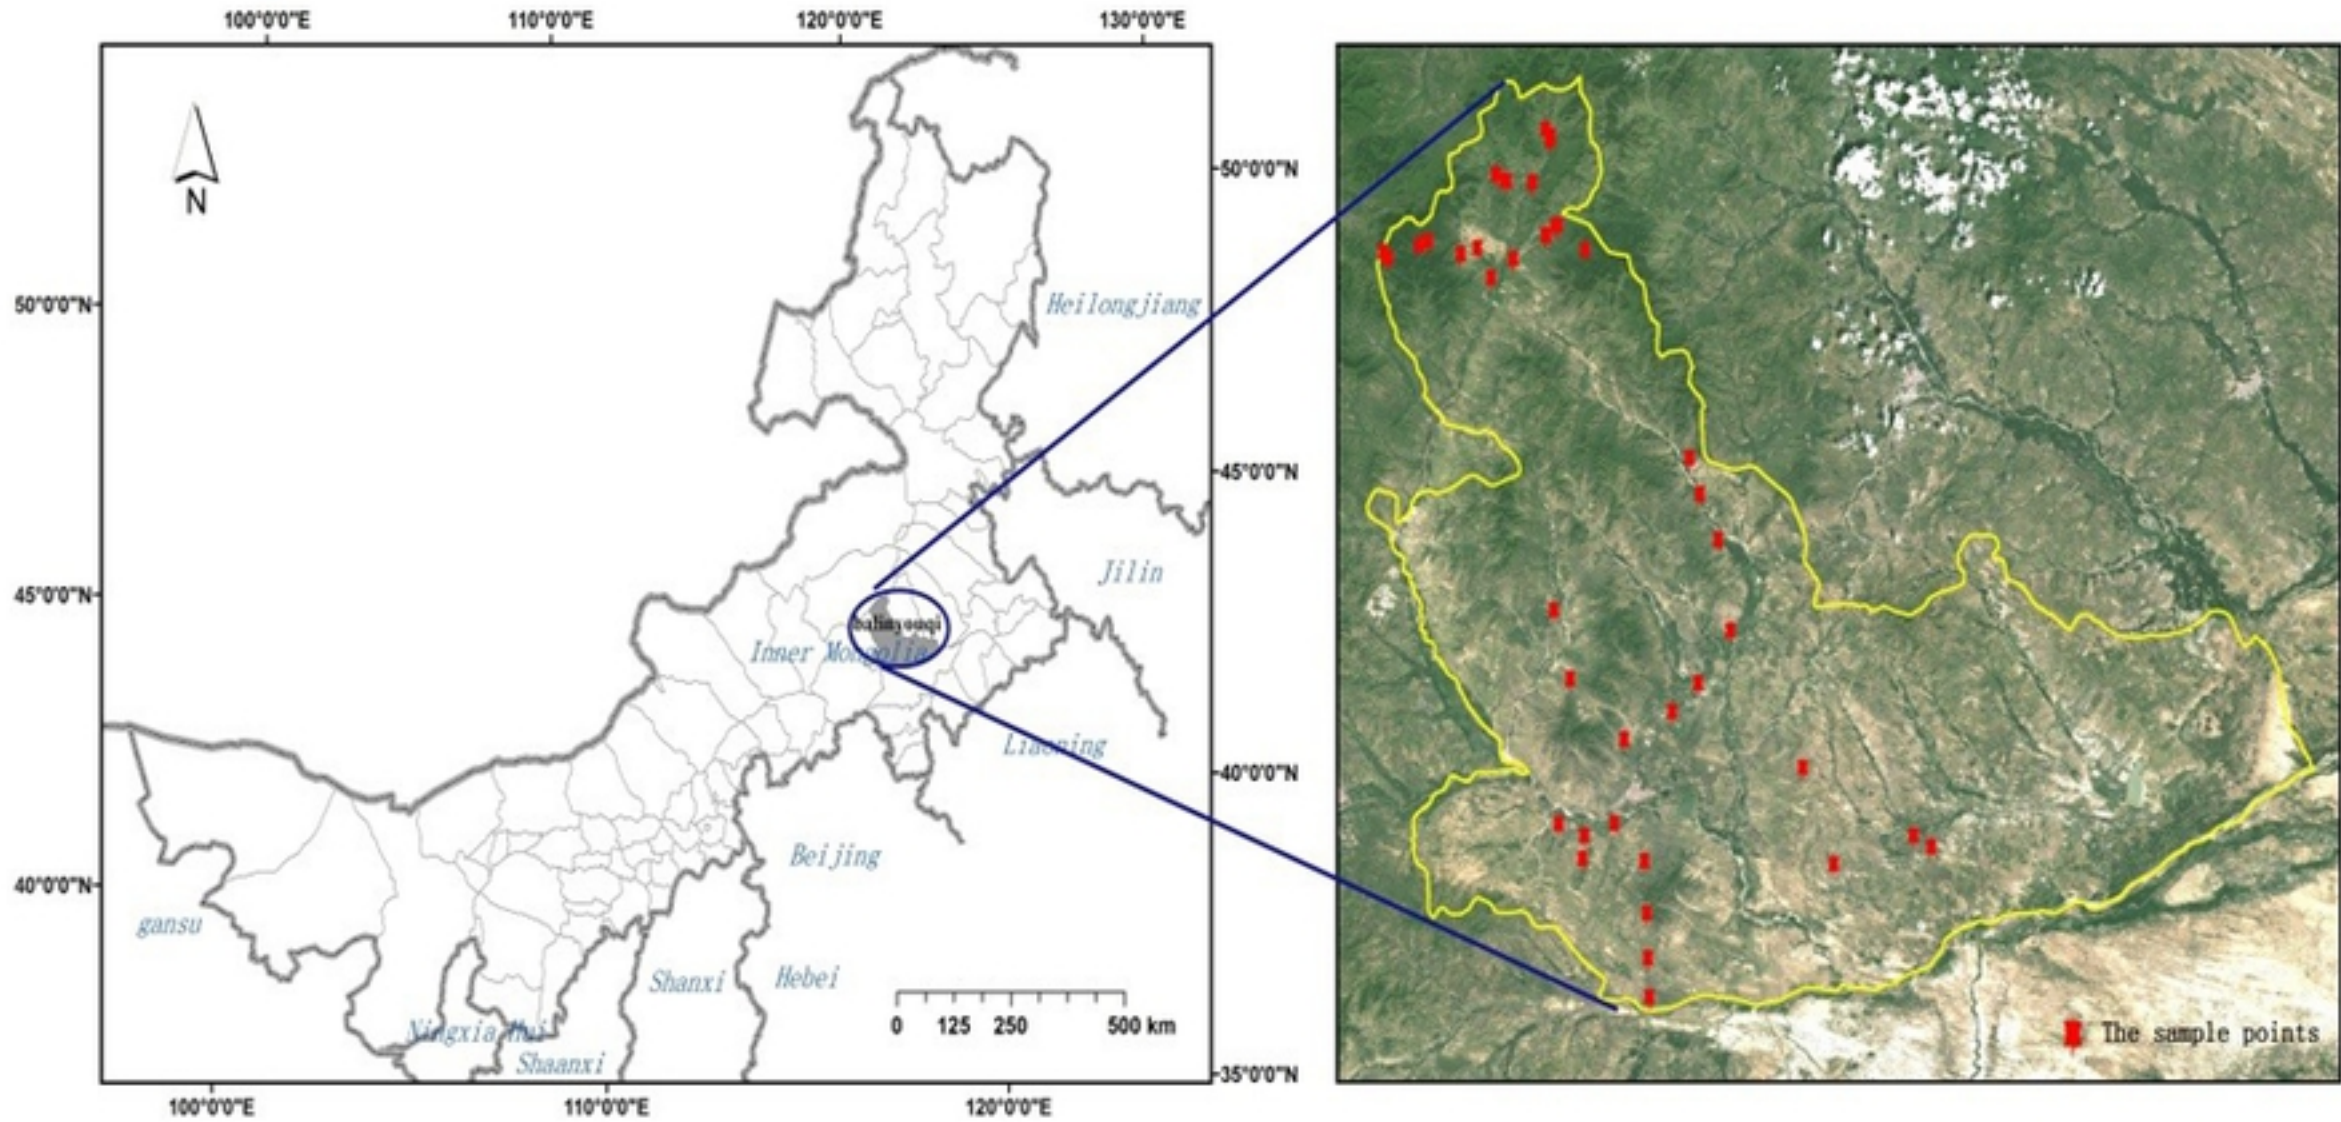 100°0'0"E 110°0'0"E 120°0'0"E 130°0'0"E
N
50°0'0"N
50°0'0"N
Heilongjiang
45°0'0"N
Jilin
45°0'0"N
balinyouqi
Inner Mongolia
Liaoning
40°0'0"N
Beijing
40°0'0"N
gansu
Shanxi
Hebei
0 125 250 500 km
Ningxia Hui
Shaanxi
The sample points
35°0'0"N
100°0'0"E 110°0'0"E 120°0'0"E